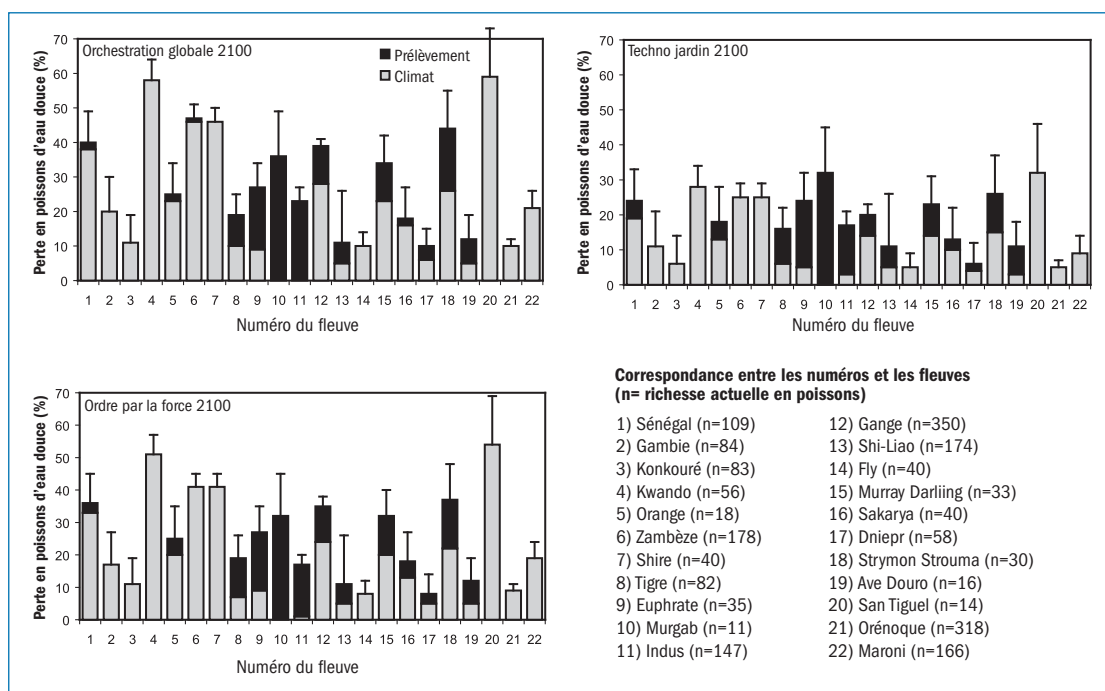 Orchestration globale 2100
Prélèvement
Climat
Perte en poissons d'eau douce (%)
70
60
50
40
30
20
10
0
1 2 3 4 5 6 7 8 9 10 11 12 13 14 15 16 17 18 19 20 21 22
Numéro du fleuve
Techno jardin 2100
Perte en poissons d'eau douce (%)
70
60
50
40
30
20
10
0
1 2 3 4 5 6 7 8 9 10 11 12 13 14 15 16 17 18 19 20 21 22
Numéro du fleuve
Ordre par la force 2100
Perte en poissons d'eau douce (%)
70
60
50
40
30
20
10
0
1 2 3 4 5 6 7 8 9 10 11 12 13 14 15 16 17 18 19 20 21 22
Numéro du fleuve
Correspondance entre les numéros et les fleuves
(n= richesse actuelle en poissons)
1) Sénégal (n=109)
2) Gambie (n=84)
3) Konkouré (n=83)
4) Kwando (n=56)
5) Orange (n=18)
6) Zambèze (n=178)
7) Shire (n=40)
8) Tigre (n=82)
9) Euphrate (n=35)
10) Murgab (n=11)
11) Indus (n=147)
12) Gange (n=350)
13) Shi-Liao (n=174)
14) Fly (n=40)
15) Murray Darliing (n=33)
16) Sakarya (n=40)
17) Dniepr (n=58)
18) Strymon Strouma (n=30)
19) Ave Douro (n=16)
20) San Tiguel (n=14)
21) Orénoque (n=318)
22) Maroni (n=166)